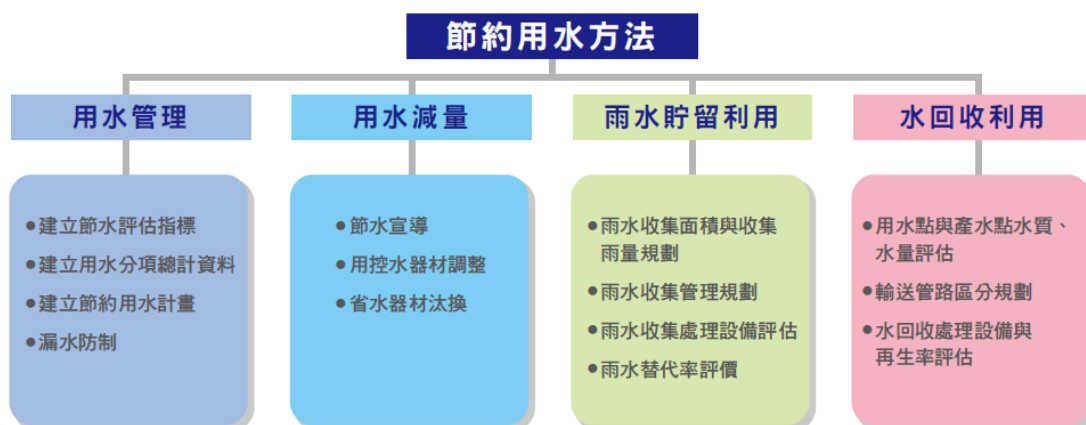 節約用水方法
用水管理
●建立節水評估指標
●建立用水分項總計資料
●建立節約用水計畫
●漏水防制
用水減量
●節水宣導
●用控水器材調整
●省水器材汰換
雨水貯留利用
●雨水收集面積與收集
雨量規劃
●雨水收集管理規劃
●雨水收集處理設備評估
●雨水替代率評價
水回收利用
●用水點與產水點水質、
水量評估
●輸送管路區分規劃
●水回收處理設備與
再生率評估